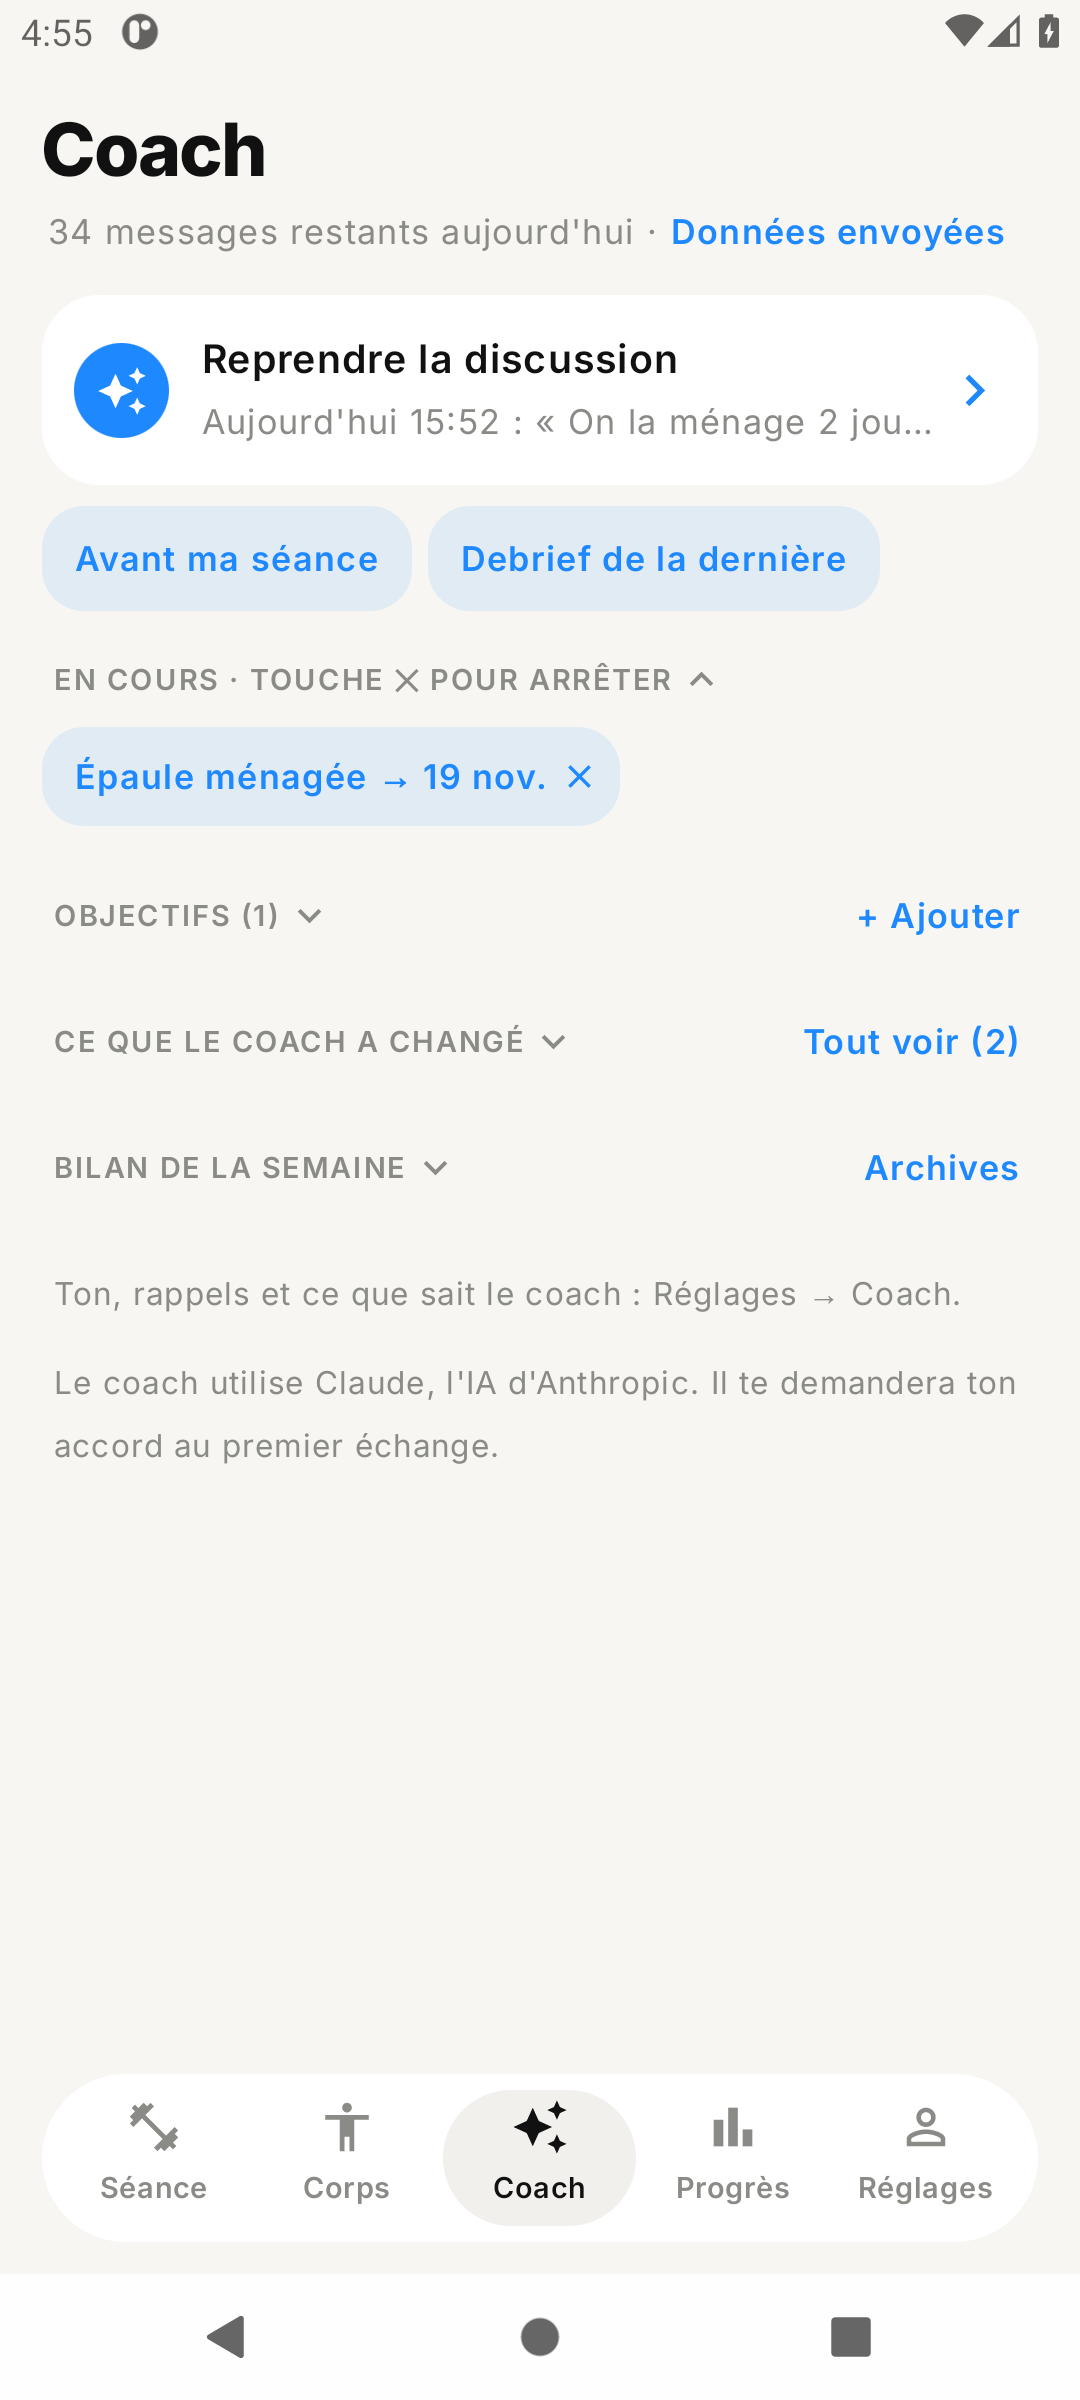 4:55
Coach
34 messages restants aujourd'hui · Données envoyées
Reprendre la discussion
Aujourd'hui 15:52 : « On la ménage 2 jou...
Avant ma séance
Debrief de la dernière
EN COURS · TOUCHE × POUR ARRÊTER
Épaule ménagée → 19 nov. ×
OBJECTIFS (1)
+ Ajouter
CE QUE LE COACH A CHANGÉ
Tout voir (2)
BILAN DE LA SEMAINE
Archives
Ton, rappels et ce que sait le coach : Réglages → Coach.
Le coach utilise Claude, l'IA d'Anthropic. Il te demandera ton
accord au premier échange.
Séance
Corps
Coach
Progrès
Réglages